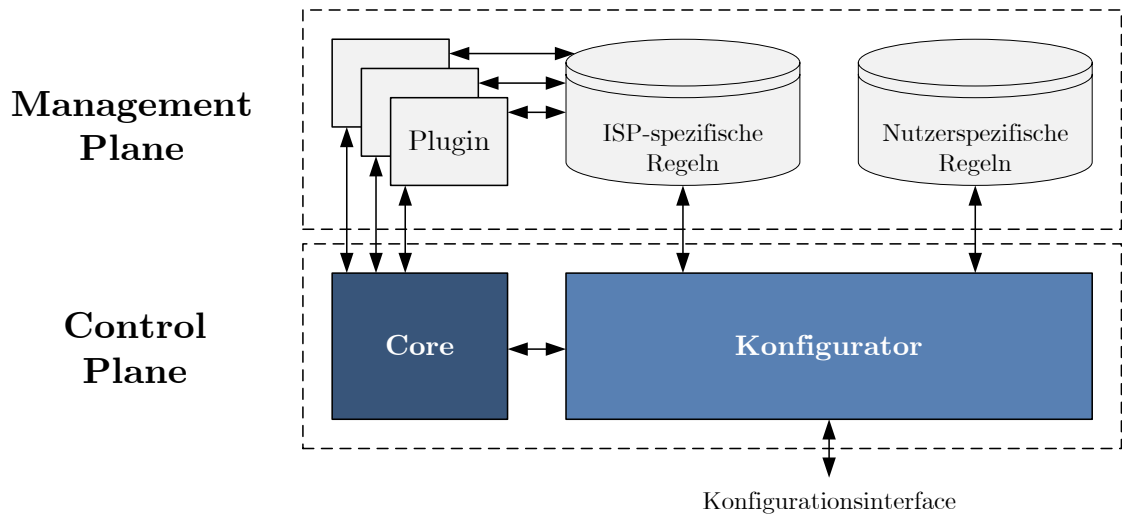 Management
Plane
Plugin
ISP-spezifische
Regeln
Nutzerspezifische
Regeln
Control
Plane
Core
Konfigurator
Konfigurationsinterface